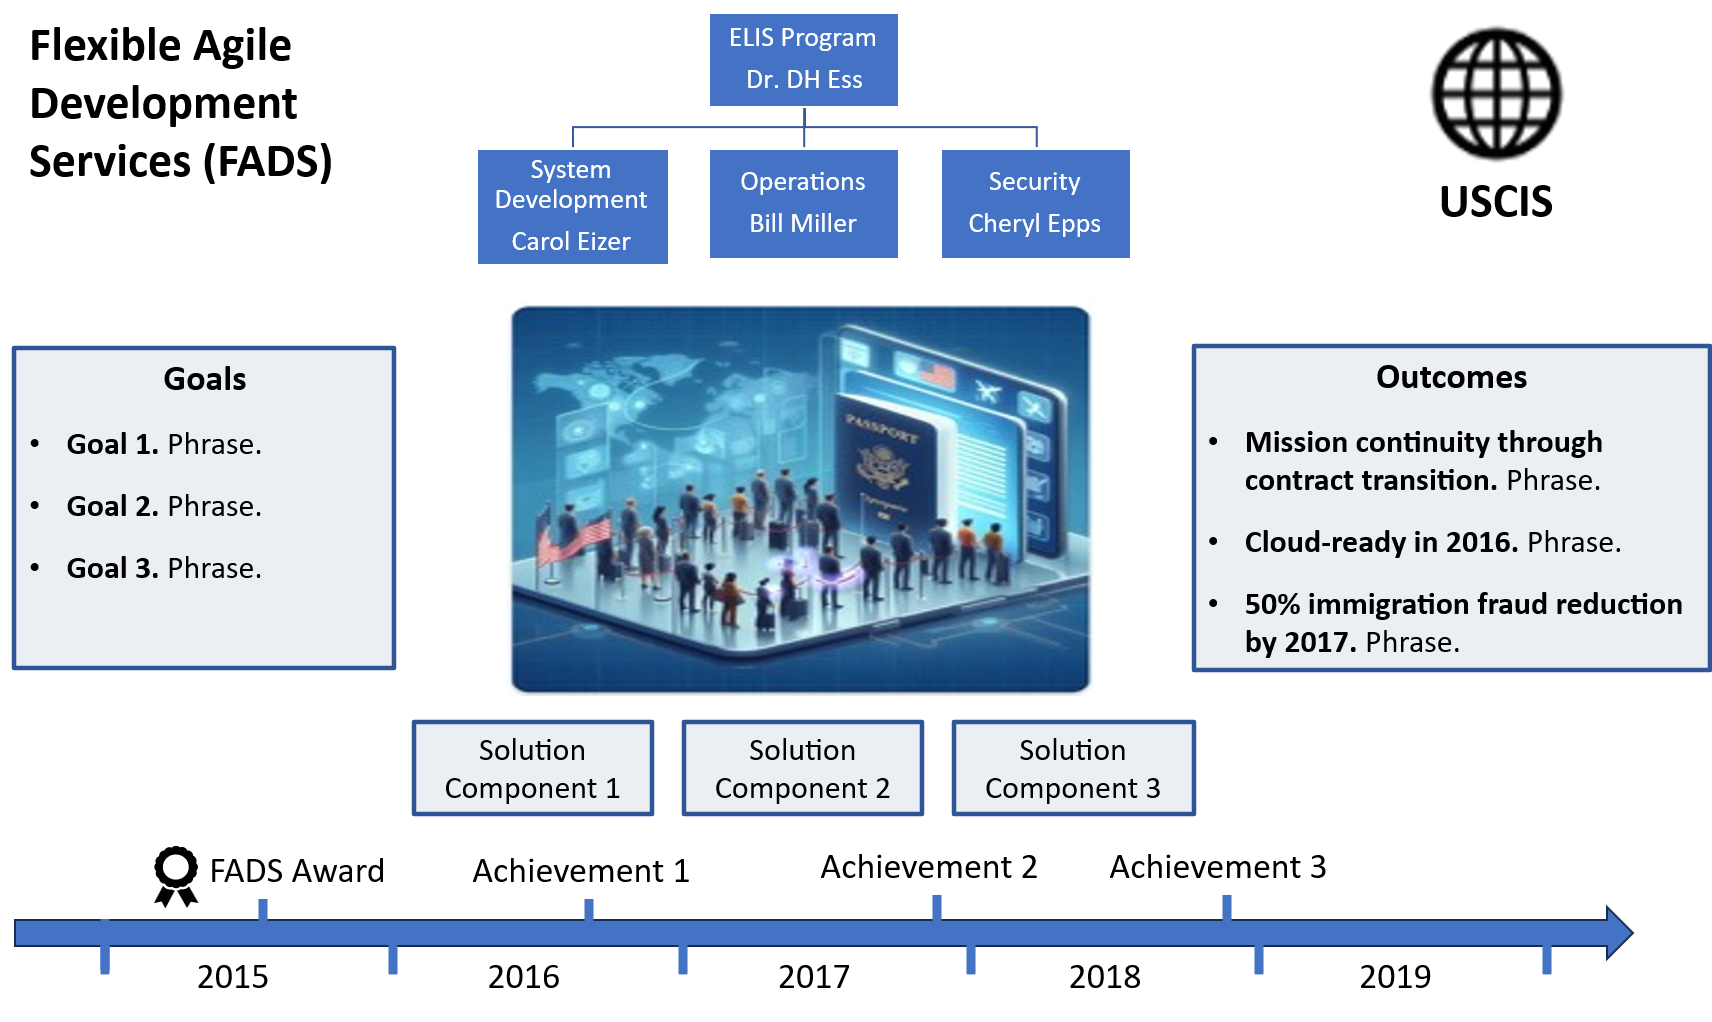 Flexible Agile
Development
Services (FADS)
ELIS Program
Dr. DH Ess
System
Development
Carol Eizer
Operations
Bill Miller
Security
Cheryl Epps
USCIS
Goals
• Goal 1. Phrase.
• Goal 2. Phrase.
• Goal 3. Phrase.
PASSPORT
Outcomes
• Mission continuity through
contract transition. Phrase.
• Cloud-ready in 2016. Phrase.
• 50% immigration fraud reduction
by 2017. Phrase.
Solution
Component 1
Solution
Component 2
Solution
Component 3
FADS Award
Achievement 1
Achievement 2
Achievement 3
2015
2016
2017
2018
2019